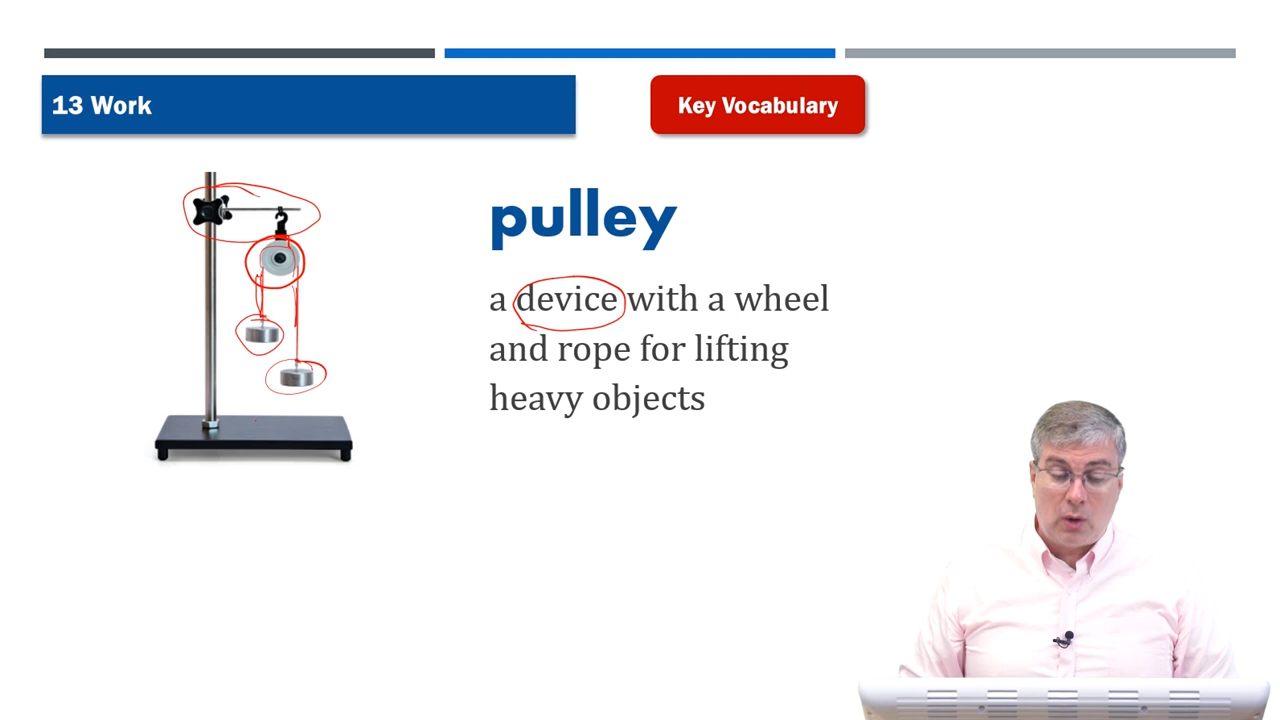 13 Work
Key Vocabulary
pulley
a device with a wheel
and rope for lifting
heavy objects